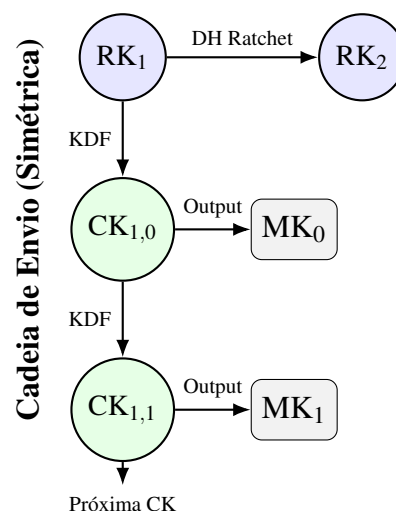 RK₁
DH Ratchet
RK₂
KDF
Cadeia de Envio (Simétrica)
CK₁,₀
Output
MK₀
KDF
CK₁,₁
Output
MK₁
Próxima CK